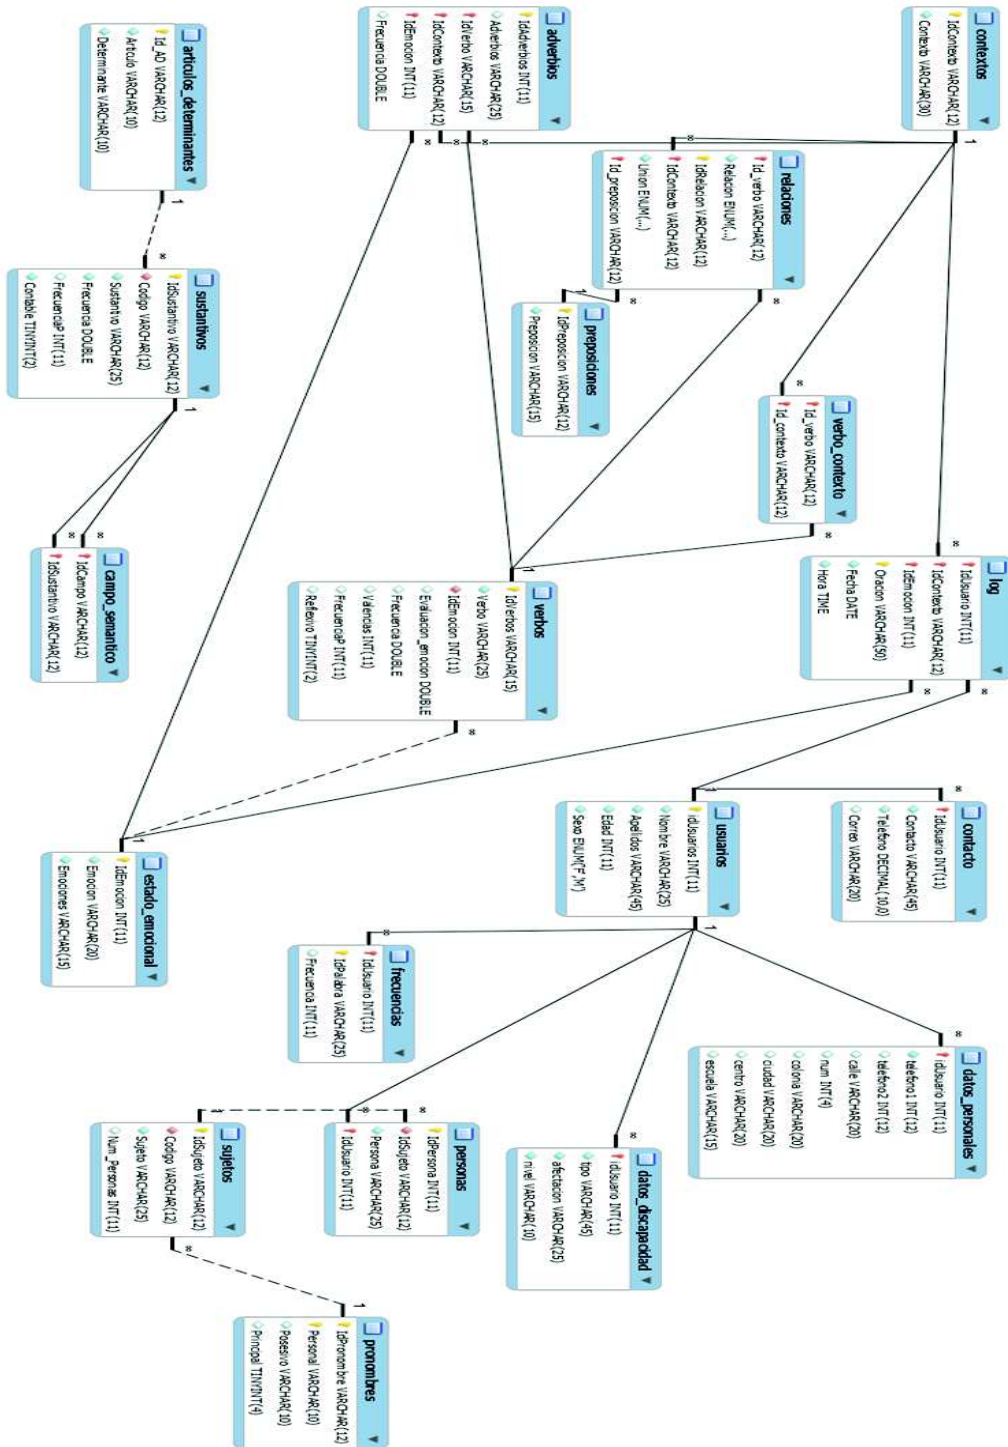 contextos
IdContexto VARCHAR(12)
Contexto VARCHAR(30)
adverbios
IdAdverbios INT(11)
Adverbios VARCHAR(25)
IdVerbo VARCHAR(15)
IdContexto VARCHAR(12)
IdEmocion INT(11)
Frecuencia DOUBLE
articulos_determinantes
Id_AD VARCHAR(12)
Articulo VARCHAR(10)
Determinante VARCHAR(10)
relaciones
Id_verbo VARCHAR(12)
Relacion ENUM(...)
IdRelacion VARCHAR(12)
IdContexto VARCHAR(12)
Union ENUM(...)
Id_preposicion VARCHAR(12)
preposiciones
IdPreposicion VARCHAR(12)
Preposicion VARCHAR(15)
sustantivos
IdSustantivo VARCHAR(12)
Codigo VARCHAR(12)
Sustantivo VARCHAR(25)
Frecuencia DOUBLE
FrecuenciaP INT(11)
Contable TINYINT(2)
verbo_contexto
Id_verbo VARCHAR(12)
Id_contexto VARCHAR(12)
log
IdUsuario INT(11)
IdContexto VARCHAR(12)
IdEmocion INT(11)
Oracion VARCHAR(50)
Fecha DATE
Hora TIME
verbos
IdVerbos VARCHAR(15)
Verbo VARCHAR(25)
IdEmocion INT(11)
Evaluacion_emocion DOUBLE
Frecuencia DOUBLE
Valencias INT(11)
FrecuenciaP INT(11)
Reflexivo TINYINT(2)
campo_semantico
IdCampo VARCHAR(12)
IdSustantivo VARCHAR(12)
contacto
IdUsuario INT(11)
Contacto VARCHAR(45)
Telefono DECIMAL(10,0)
Correo VARCHAR(20)
usuarios
idUsuarios INT(11)
Nombre VARCHAR(25)
Apellidos VARCHAR(45)
Edad INT(11)
Sexo ENUM('F','M')
estado_emocional
IdEmocion INT(11)
Emocion VARCHAR(20)
Emociones VARCHAR(15)
frecuencias
IdUsuario INT(11)
IdPalabra VARCHAR(25)
Frecuencia INT(11)
datos_personales
idUsuario INT(11)
telefono1 INT(12)
telefono2 INT(12)
calle VARCHAR(20)
num INT(4)
colonia VARCHAR(20)
ciudad VARCHAR(20)
centro VARCHAR(20)
escuela VARCHAR(15)
personas
IdPersona INT(11)
IdSujeto VARCHAR(12)
Persona VARCHAR(25)
IdUsuario INT(11)
sujetos
IdSujeto VARCHAR(12)
Codigo VARCHAR(12)
Sujeto VARCHAR(25)
Num_Personas INT(11)
datos_discapacidad
idUsuario INT(11)
tipo VARCHAR(45)
afectacion VARCHAR(25)
nivel VARCHAR(10)
pronombres
IdPronombre VARCHAR(12)
Personal VARCHAR(10)
Posesivo VARCHAR(10)
Principal TINYINT(4)